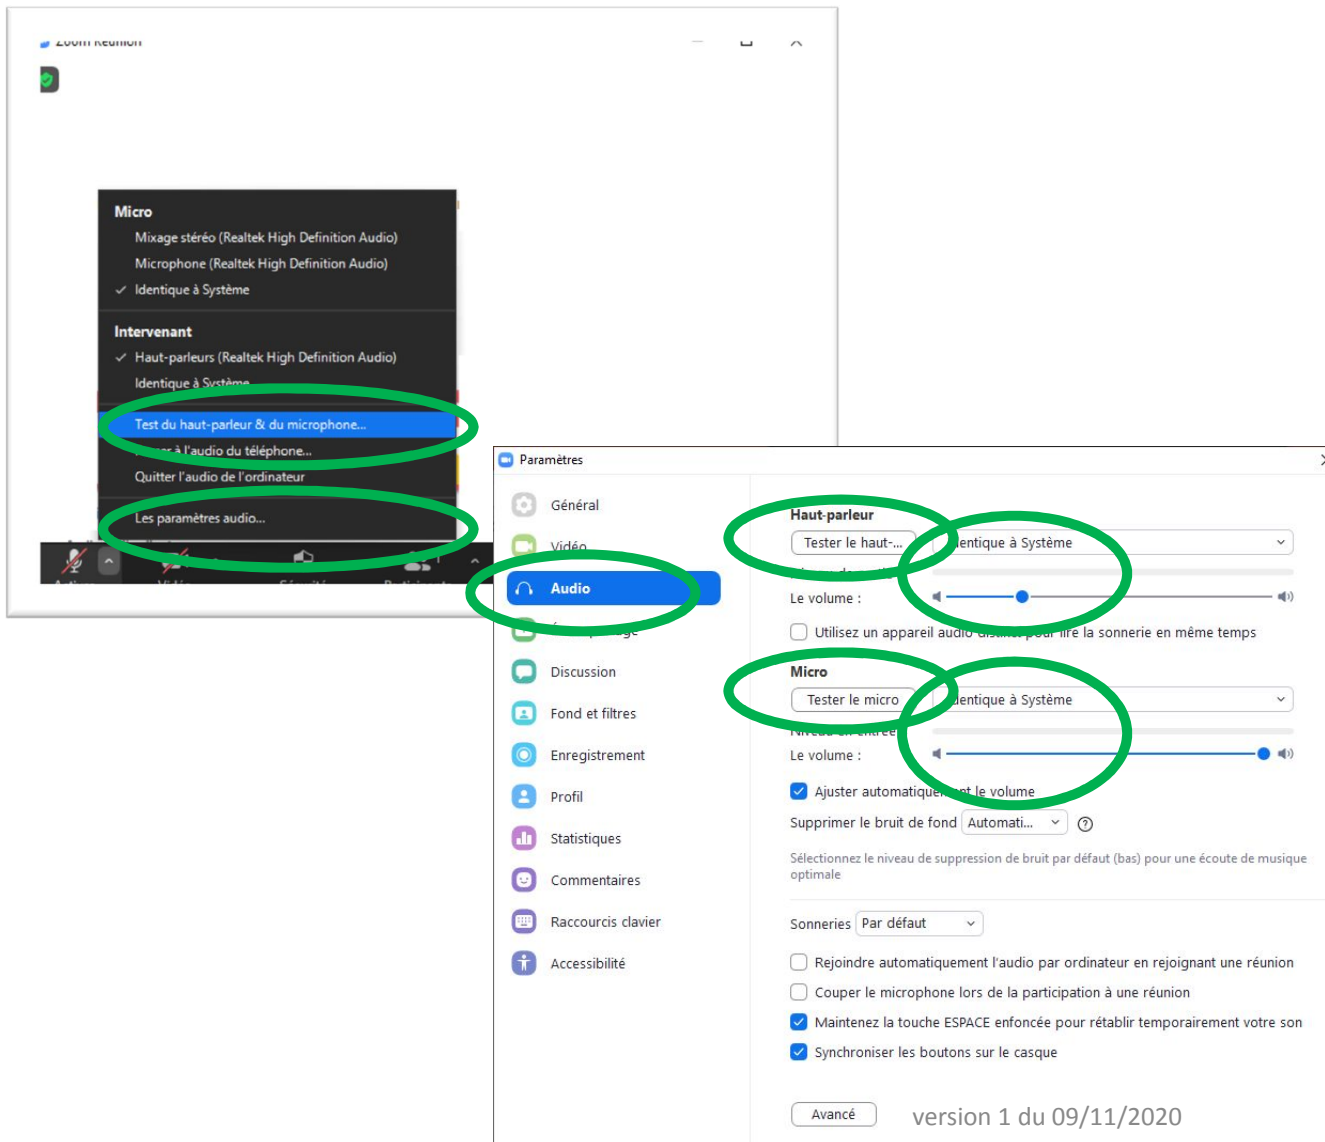 Zoom Réunion
Micro
Mixage stéréo (Realtek High Definition Audio)
Microphone (Realtek High Definition Audio)
Identique à Système
Intervenant
Haut-parleurs (Realtek High Definition Audio)
Identique à Système
Test du haut-parleur & du microphone...
à l'audio du téléphone...
Quitter l'audio de l'ordinateur
Les paramètres audio...
Paramètres
Général
Vidéo
Audio
Discussion
Fond et filtres
Enregistrement
Profil
Statistiques
Commentaires
Raccourcis clavier
Accessibilité
Haut-parleur
Tester le haut-...
Identique à Système
Le volume :
Utilisez un appareil audio distinct pour lire la sonnerie en même temps
Micro
Tester le micro
Identique à Système
Niveau en entrée
Le volume :
Ajuster automatiquement le volume
Supprimer le bruit de fond Automati...
Sélectionnez le niveau de suppression de bruit par défaut (bas) pour une écoute de musique
optimale
Sonneries Par défaut
Rejoindre automatiquement l'audio par ordinateur en rejoignant une réunion
Couper le microphone lors de la participation à une réunion
Maintenez la touche ESPACE enfoncée pour rétablir temporairement votre son
Synchroniser les boutons sur le casque
Avancé
version 1 du 09/11/2020